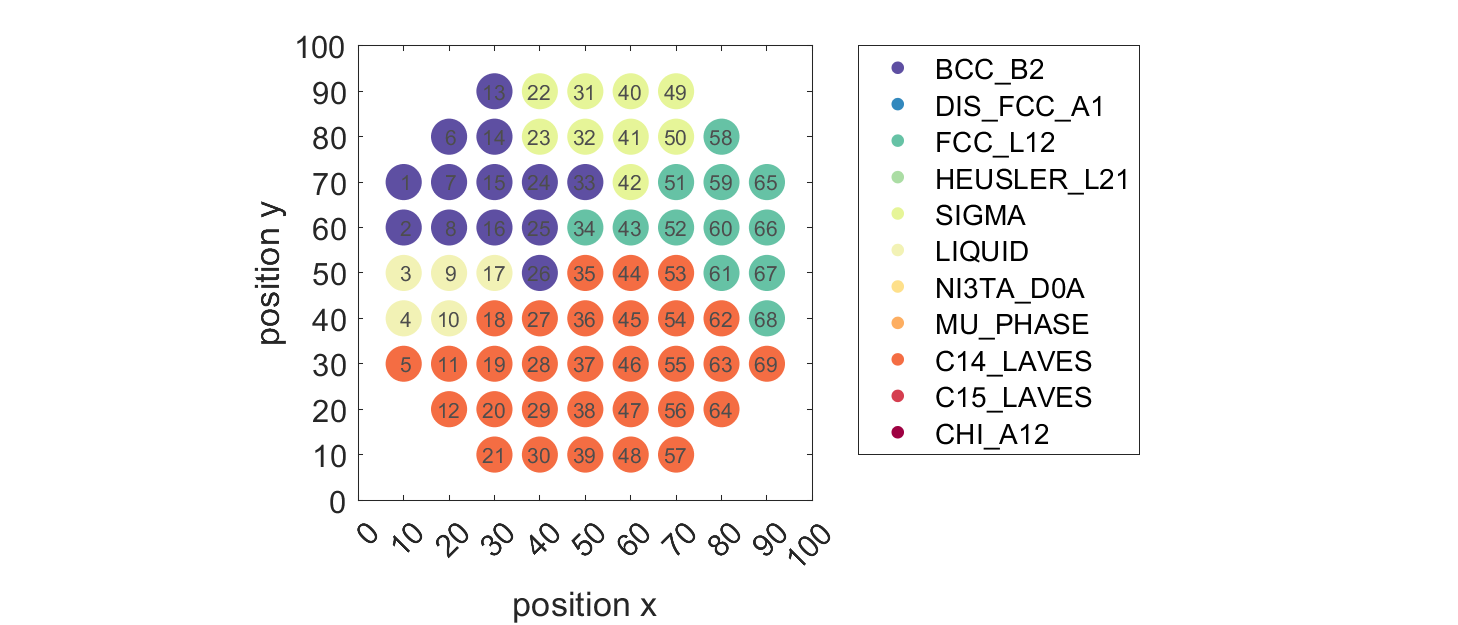 100
90 13 22 31 40 49
80 6 14 23 32 41 50 58
70 1 7 15 24 33 42 51 59 65
60 2 8 16 25 34 43 52 60 66
50 3 9 17 26 35 44 53 61 67
40 4 10 18 27 36 45 54 62 68
30 5 11 19 28 37 46 55 63 69
20 12 20 29 38 47 56 64
10 21 30 39 48 57
0
0 10 20 30 40 50 60 70 80 90 100
position x
position y
BCC_B2
DIS_FCC_A1
FCC_L12
HEUSLER_L21
SIGMA
LIQUID
NI3TA_D0A
MU_PHASE
C14_LAVES
C15_LAVES
CHI_A12